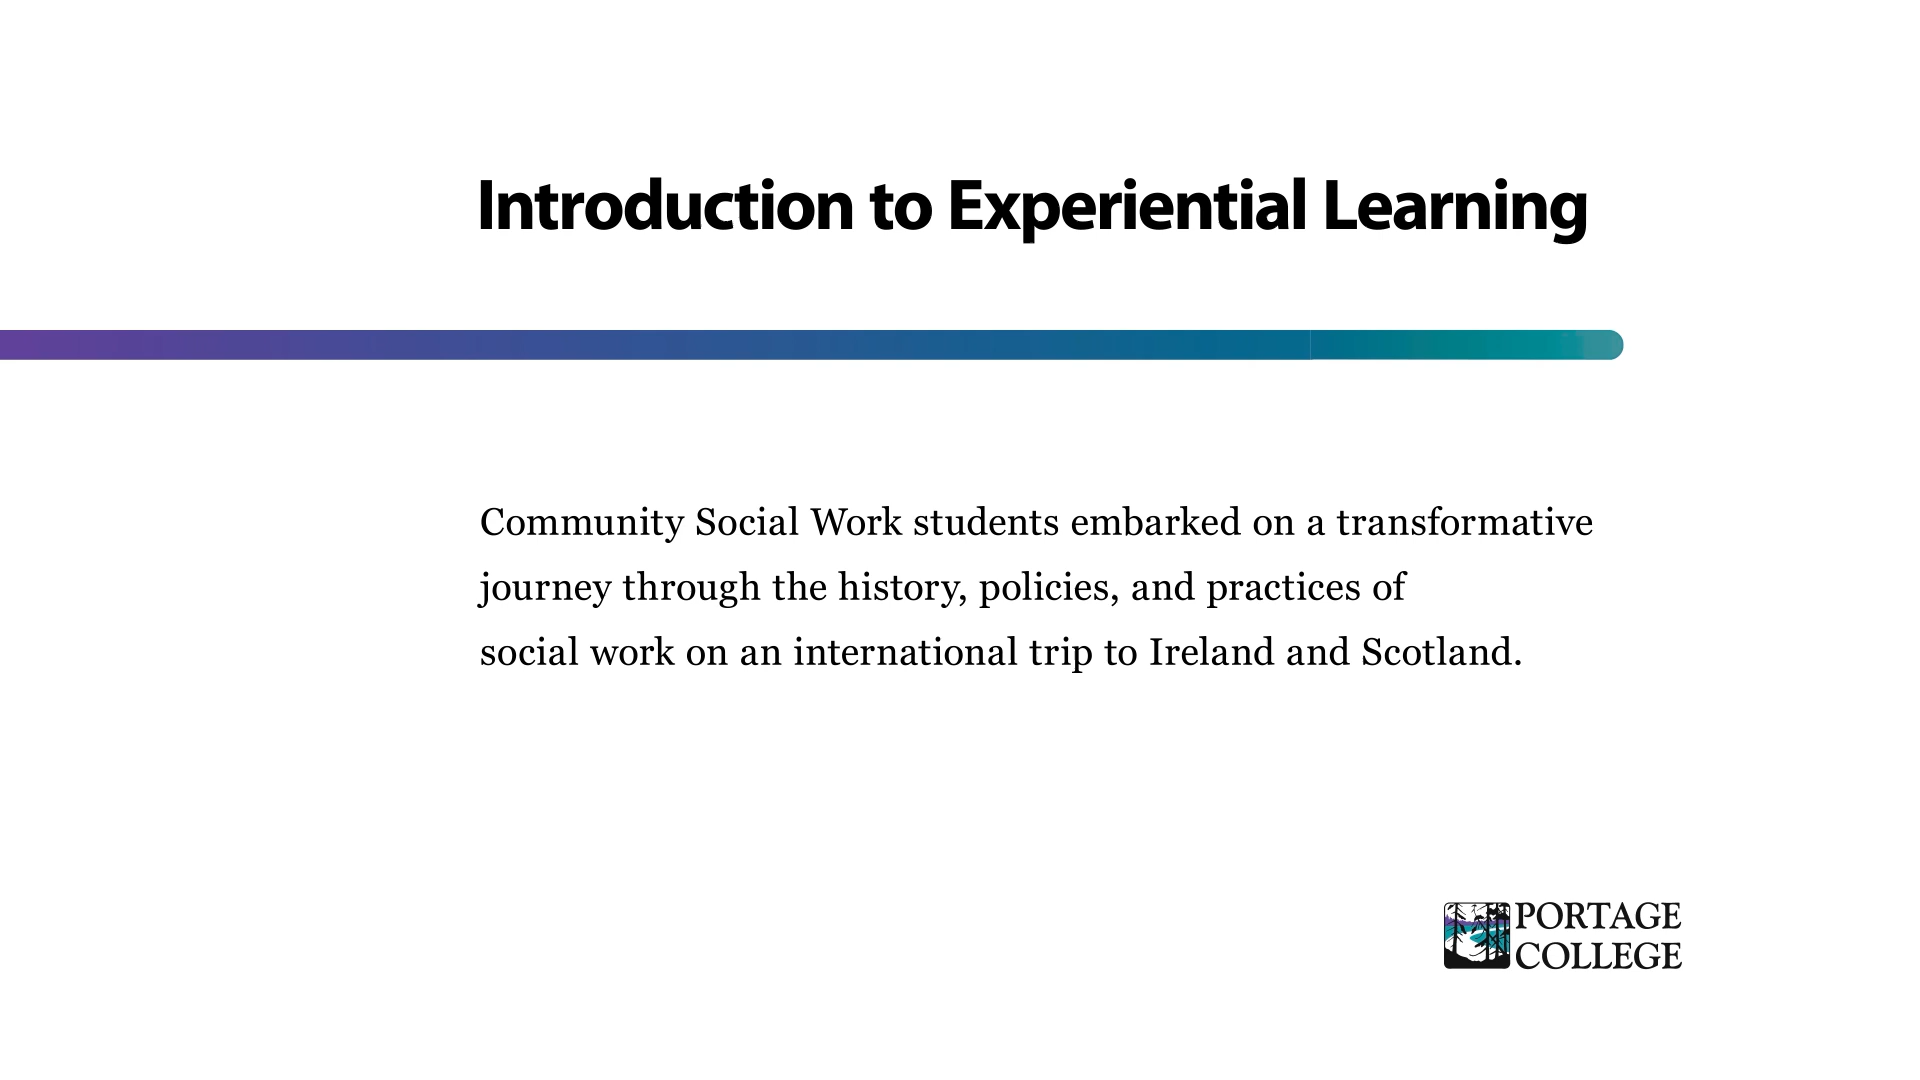 Introduction to Experiential Learning
Community Social Work students embarked on a transformative
journey through the history, policies, and practices of
social work on an international trip to Ireland and Scotland.
PORTAGE
COLLEGE